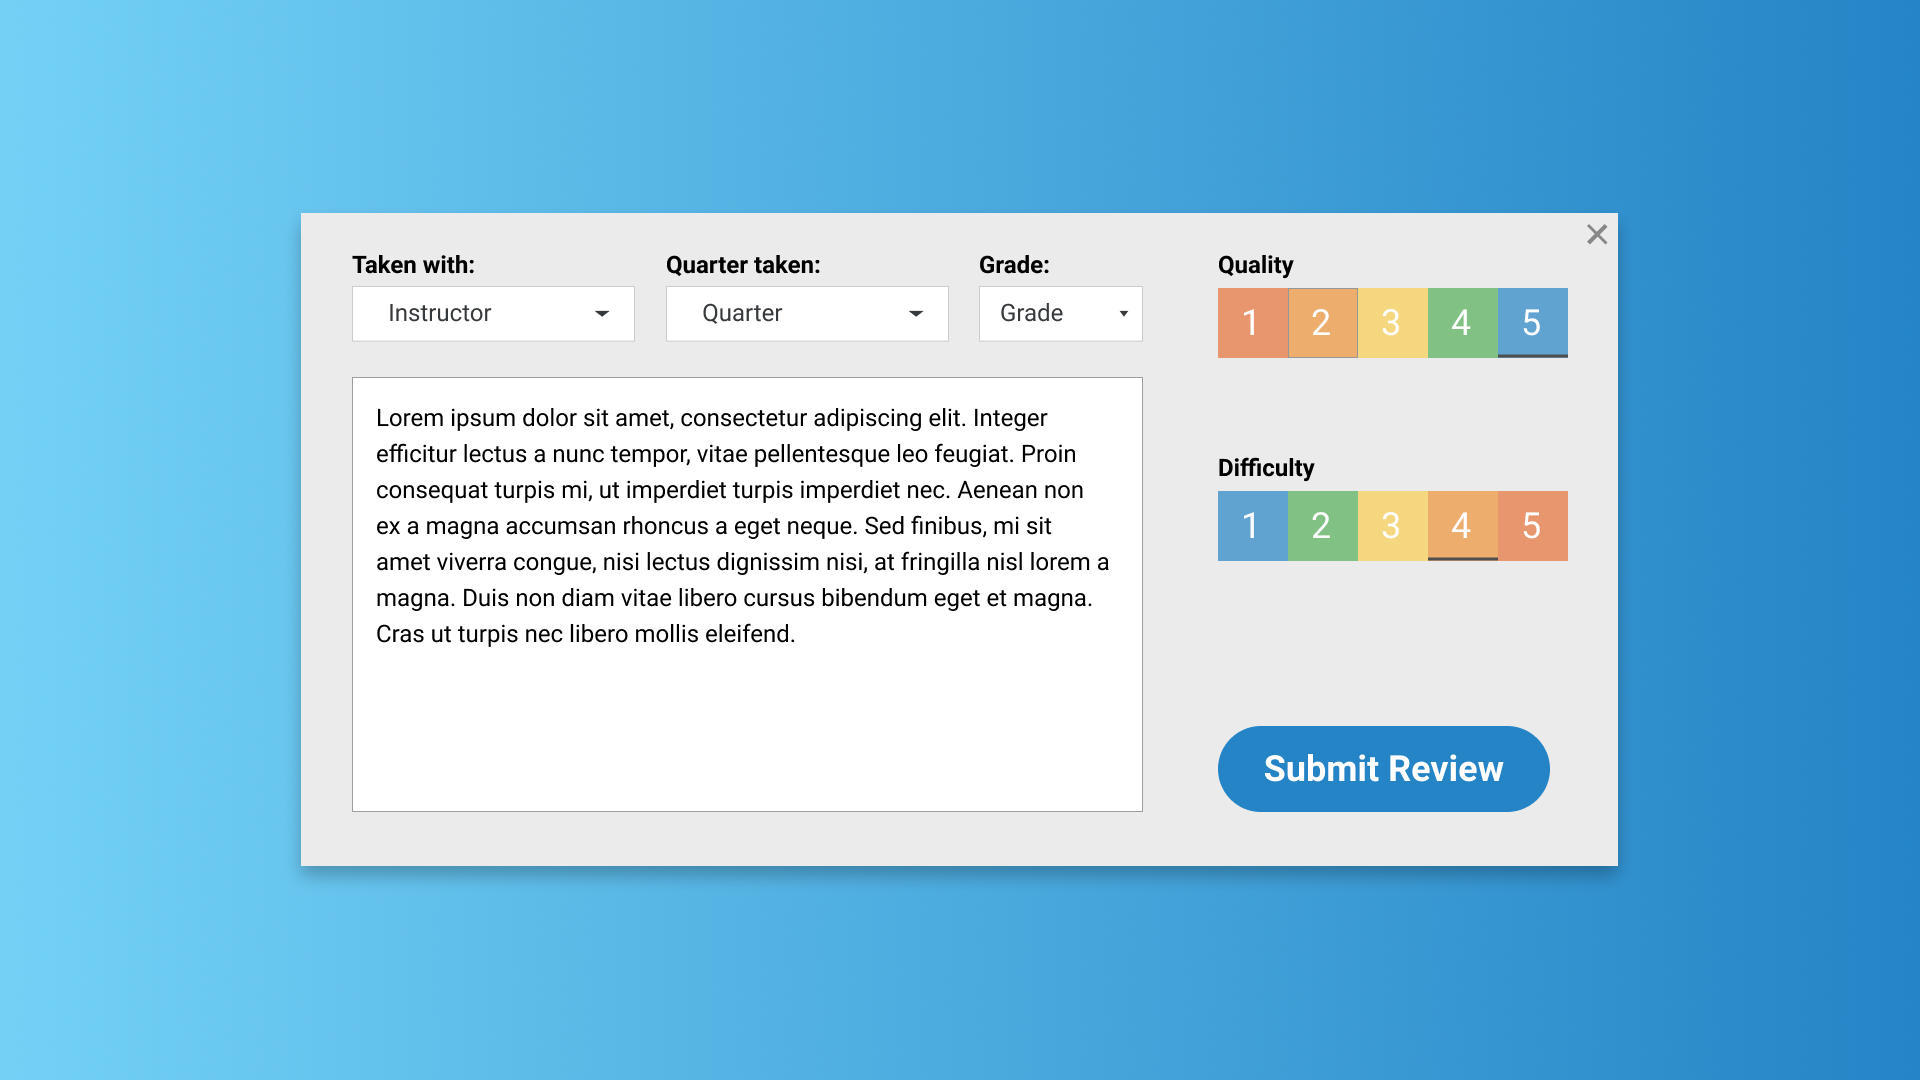 Taken with:
Quarter taken:
Grade:
Instructor
Quarter
Grade
Lorem ipsum dolor sit amet, consectetur adipiscing elit. Integer
efficitur lectus a nunc tempor, vitae pellentesque leo feugiat. Proin
consequat turpis mi, ut imperdiet turpis imperdiet nec. Aenean non
ex a magna accumsan rhoncus a eget neque. Sed finibus, mi sit
amet viverra congue, nisi lectus dignissim nisi, at fringilla nisl lorem a
magna. Duis non diam vitae libero cursus bibendum eget et magna.
Cras ut turpis nec libero mollis eleifend.
Quality
1 2 3 4 5
Difficulty
1 2 3 4 5
Submit Review